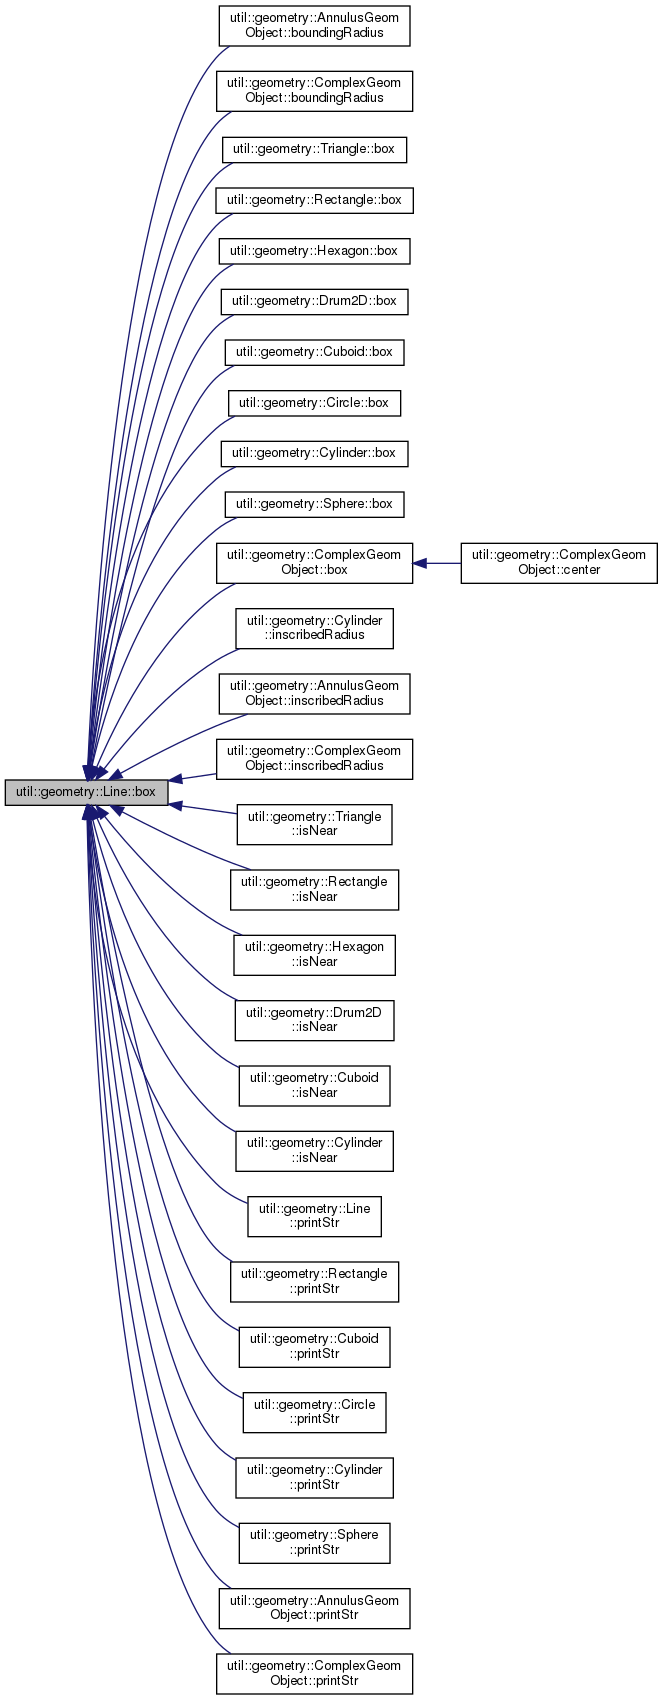 util::geometry::AnnulusGeom
Object::boundingRadius
util::geometry::ComplexGeom
Object::boundingRadius
util::geometry::Triangle::box
util::geometry::Rectangle::box
util::geometry::Hexagon::box
util::geometry::Drum2D::box
util::geometry::Cuboid::box
util::geometry::Circle::box
util::geometry::Cylinder::box
util::geometry::Sphere::box
util::geometry::ComplexGeom
Object::box
util::geometry::ComplexGeom
Object::center
util::geometry::Cylinder
::inscribedRadius
util::geometry::AnnulusGeom
Object::inscribedRadius
util::geometry::ComplexGeom
Object::inscribedRadius
util::geometry::Line::box
util::geometry::Triangle
::isNear
util::geometry::Rectangle
::isNear
util::geometry::Hexagon
::isNear
util::geometry::Drum2D
::isNear
util::geometry::Cuboid
::isNear
util::geometry::Cylinder
::isNear
util::geometry::Line
::printStr
util::geometry::Rectangle
::printStr
util::geometry::Cuboid
::printStr
util::geometry::Circle
::printStr
util::geometry::Cylinder
::printStr
util::geometry::Sphere
::printStr
util::geometry::AnnulusGeom
Object::printStr
util::geometry::ComplexGeom
Object::printStr